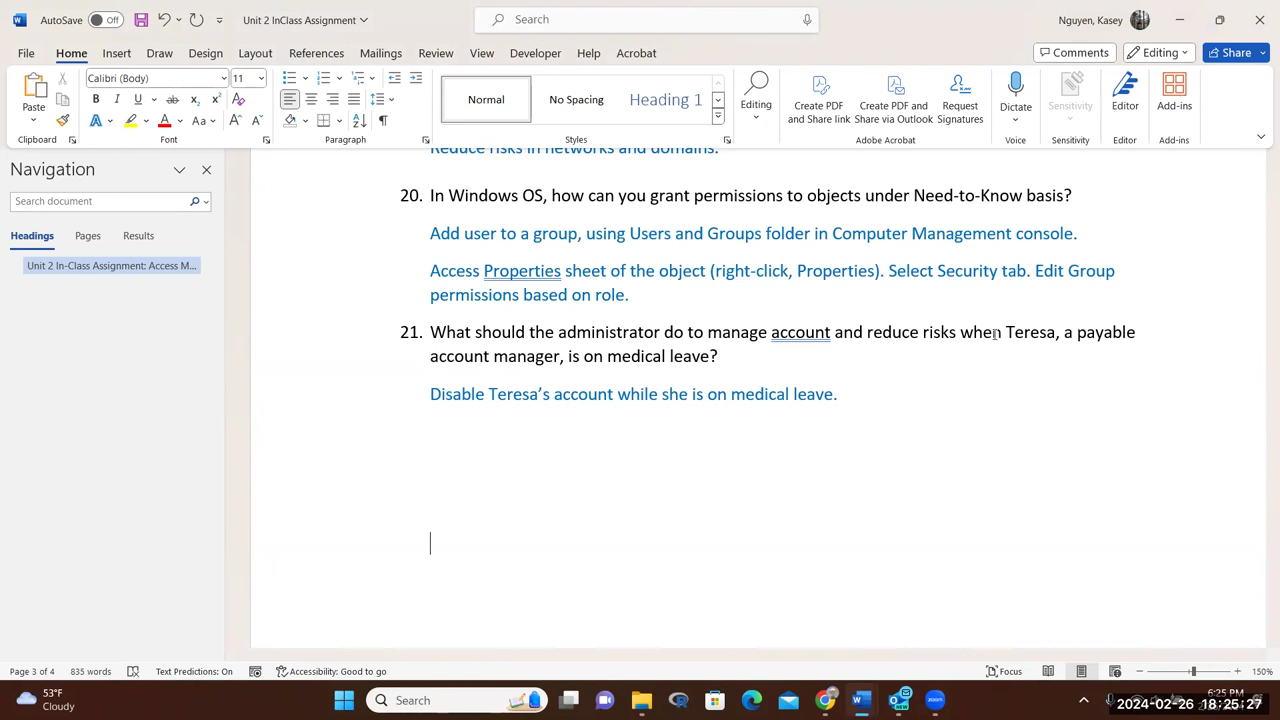 AutoSave Off
Unit 2 InClass Assignment
Search
Nguyen, Kasey
File Home Insert Draw Design Layout References Mailings Review View Developer Help Acrobat
Comments Editing Share
Paste
Clipboard
Calibri (Body) 11
B I U ab x₂ x²
A A Aa A A
Font
Paragraph
Normal
No Spacing
Heading 1
Styles
Editing
Create PDF and Share link
Create PDF and Share via Outlook
Request Signatures
Adobe Acrobat
Dictate
Voice
Sensitivity
Sensitivity
Editor
Editor
Add-ins
Add-ins
Navigation
Search document
Headings Pages Results
Unit 2 In-Class Assignment: Access M...
Reduce risks in networks and domains.
20. In Windows OS, how can you grant permissions to objects under Need-to-Know basis?
Add user to a group, using Users and Groups folder in Computer Management console.
Access Properties sheet of the object (right-click, Properties). Select Security tab. Edit Group
permissions based on role.
21. What should the administrator do to manage account and reduce risks when Teresa, a payable
account manager, is on medical leave?
Disable Teresa's account while she is on medical leave.
Page 3 of 4 835 words Text Predictions: On Accessibility: Good to go
Focus 150%
53°F
Cloudy
Search
6:25 PM
2024-02-26 18:25:27